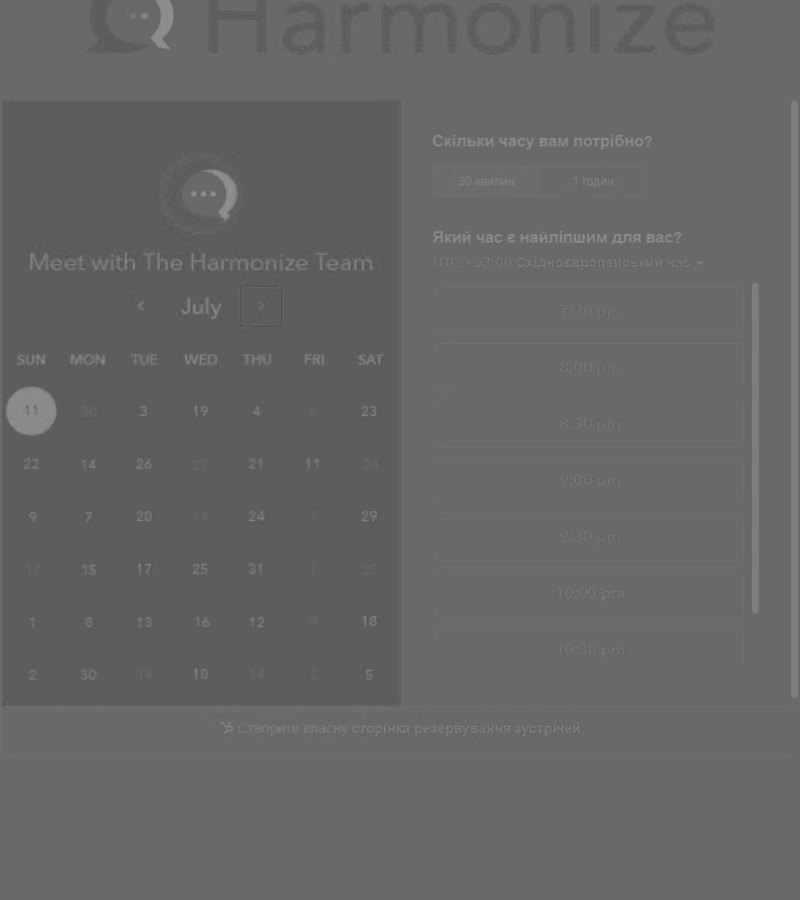 Harmonize
Meet with The Harmonize Team
July
SUN MON TUE WED THU FRI SAT
11 30 3 19 4 6 23
22 14 26 27 21 11 24
9 7 20 19 24 7 29
17 15 17 25 31 7 22
1 8 13 16 12 9 18
2 30 14 10 14 2 5
Скільки часу вам потрібно?
30 хвилин 1 годин
Який час є найліпшим для вас?
UTC +03:00 Східноєвропейський час
7:30 pm
8:00 pm
8:30 pm
9:00 pm
9:30 pm
10:00 pm
10:30 pm
Створити власну сторінка резервування зустрічей